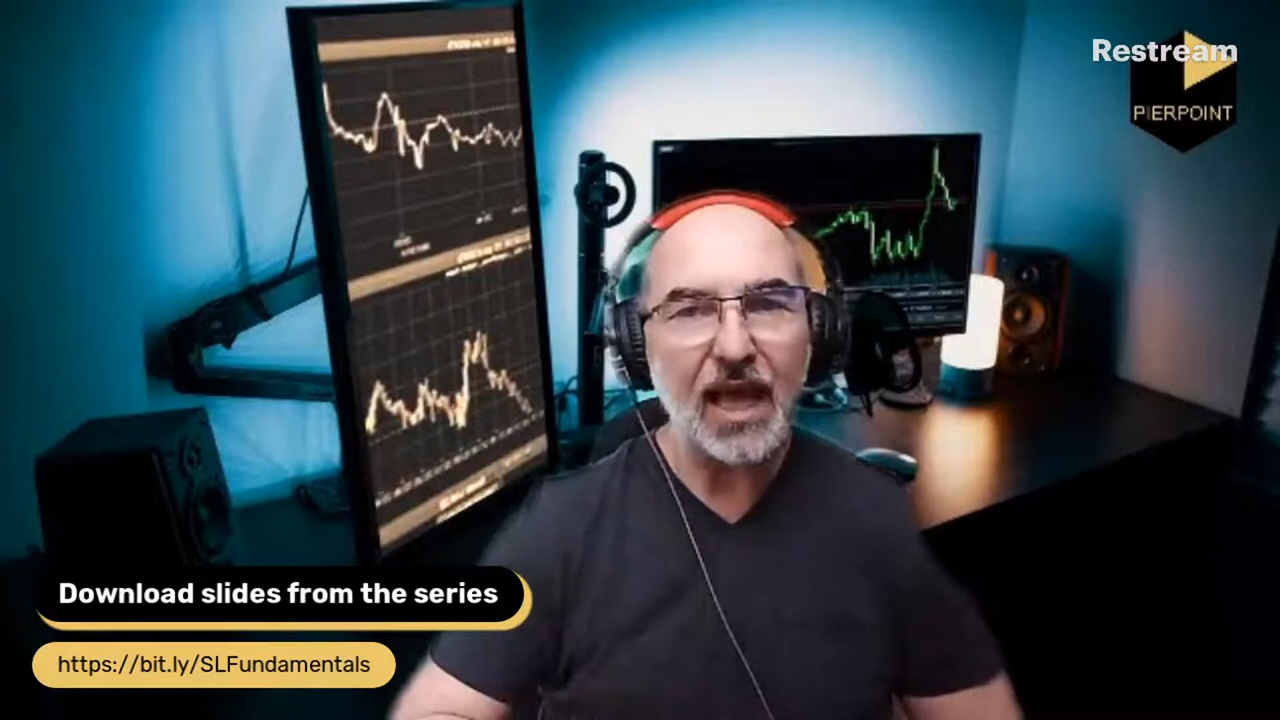 Restream
PIERPOINT
Download slides from the series
https://bit.ly/SLFundamentals